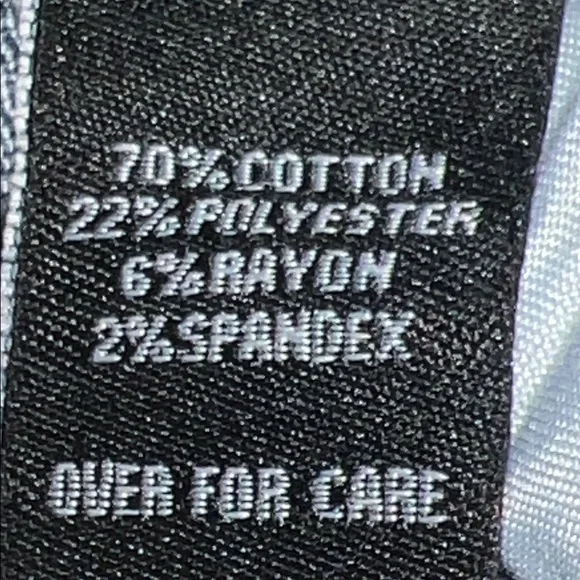 70% COTTON
22% POLYESTER
6% RAYON
2% SPANDEX
OVER FOR CARE